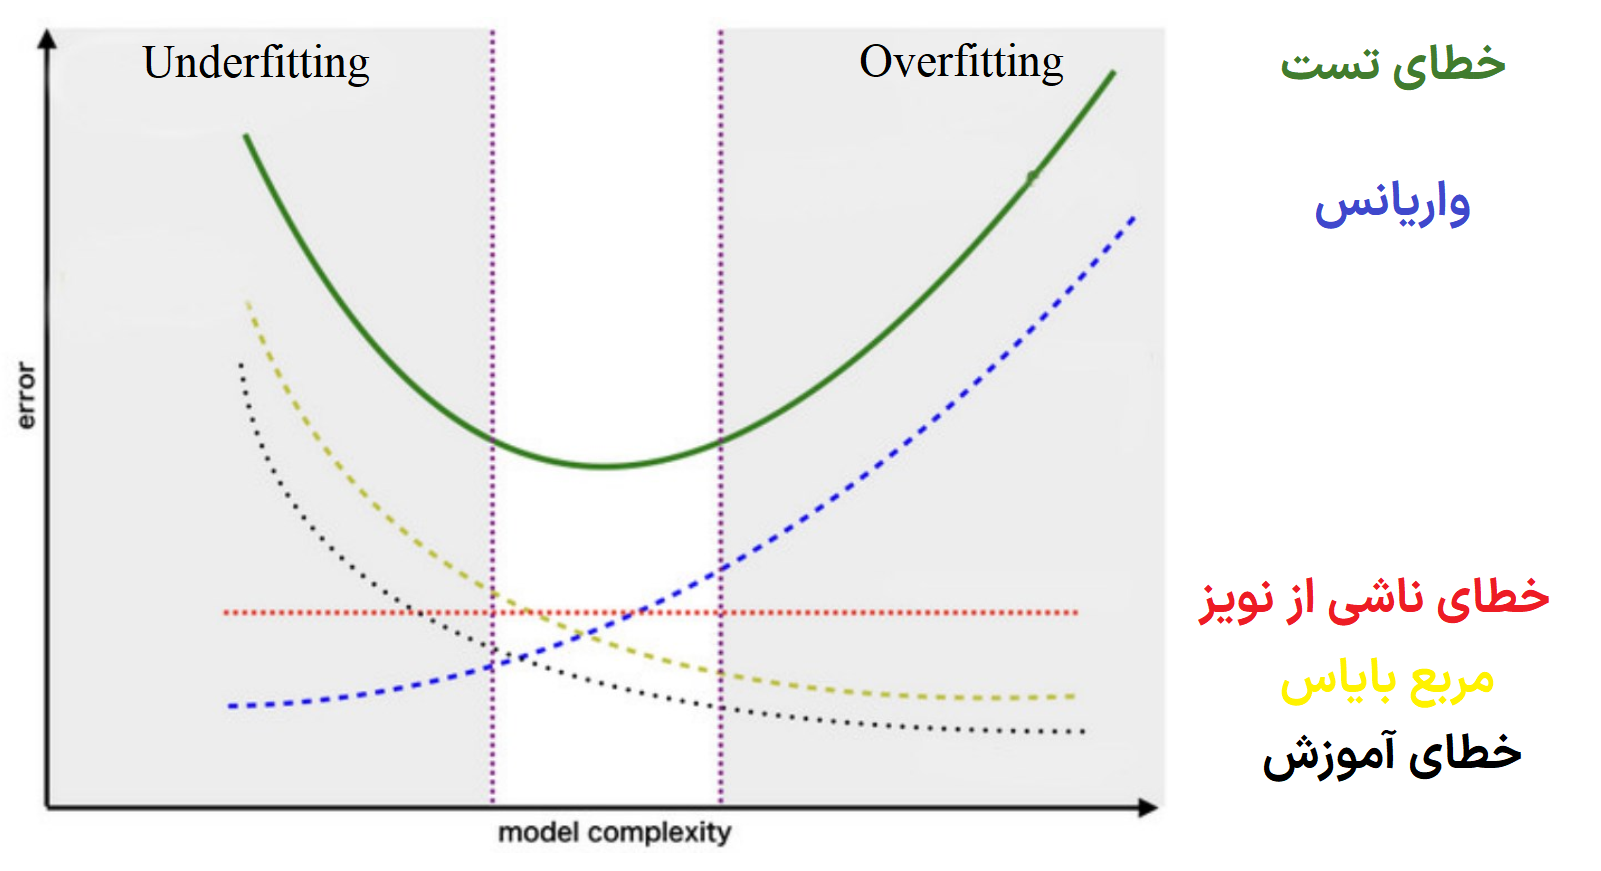 Underfitting
Overfitting
خطای تست
واریانس
error
خطای ناشی از نویز
مربع بایاس
خطای آموزش
model complexity